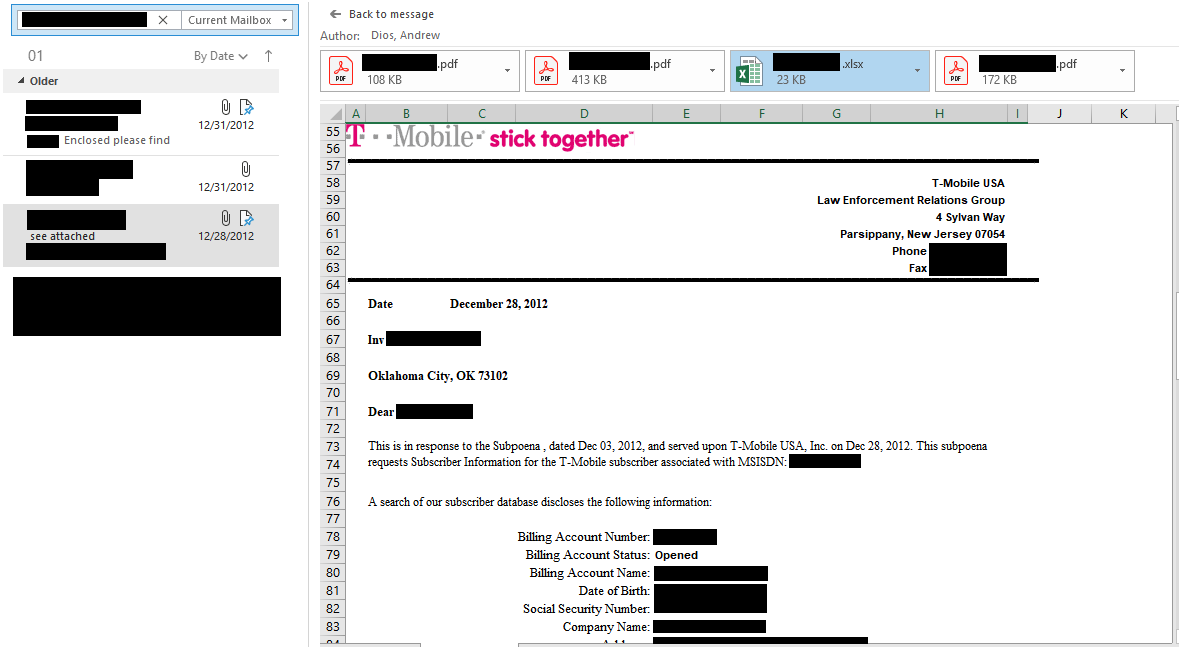 Current Mailbox
01 By Date
Older
12/31/2012
Enclosed please find
12/31/2012
see attached
12/28/2012
Back to message
Author: Dios, Andrew
.pdf
108 KB
.pdf
413 KB
.xlsx
23 KB
.pdf
172 KB
A B C D E F G H I J K
55 T··Mobile· stick together
56
57
58 T-Mobile USA
59 Law Enforcement Relations Group
60 4 Sylvan Way
61 Parsippany, New Jersey 07054
62 Phone
63 Fax
64
65 Date December 28, 2012
66
67 Inv
68
69 Oklahoma City, OK 73102
70
71 Dear
72
73 This is in response to the Subpoena , dated Dec 03, 2012, and served upon T-Mobile USA, Inc. on Dec 28, 2012. This subpoena
74 requests Subscriber Information for the T-Mobile subscriber associated with MSISDN:
75
76 A search of our subscriber database discloses the following information:
77
78 Billing Account Number:
79 Billing Account Status: Opened
80 Billing Account Name:
81 Date of Birth:
82 Social Security Number:
83 Company Name: